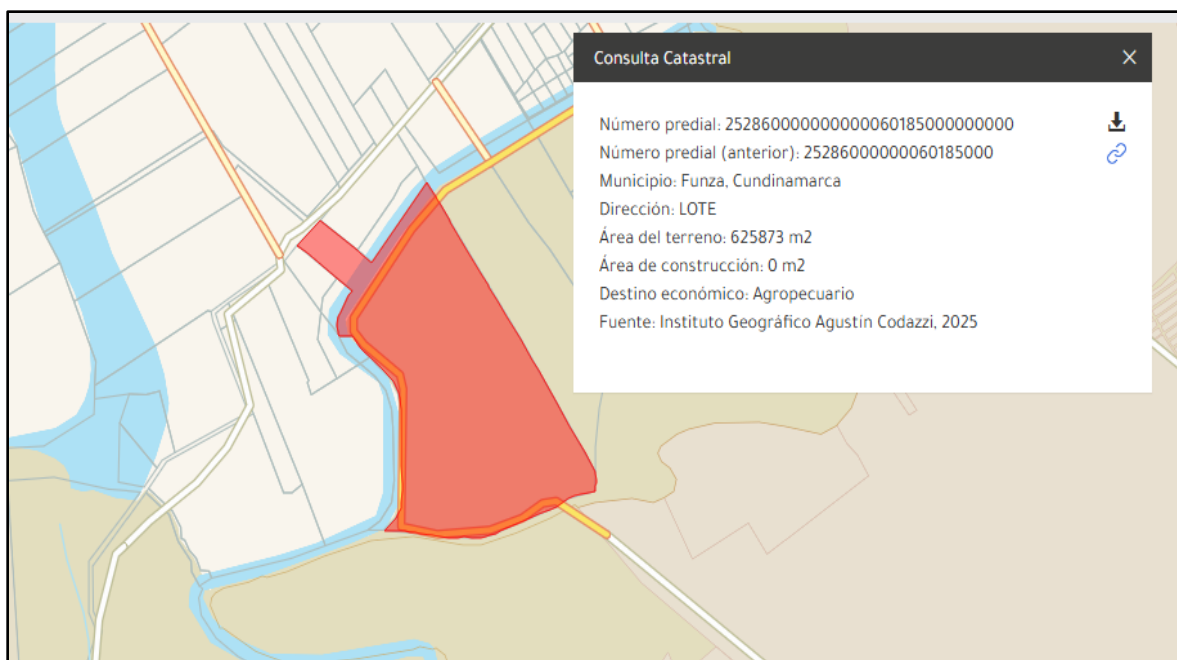 Consulta Catastral
Número predial: 252860000000000060185000000000
Número predial (anterior): 25286000000060185000
Municipio: Funza, Cundinamarca
Dirección: LOTE
Área del terreno: 625873 m2
Área de construcción: 0 m2
Destino económico: Agropecuario
Fuente: Instituto Geográfico Agustín Codazzi, 2025